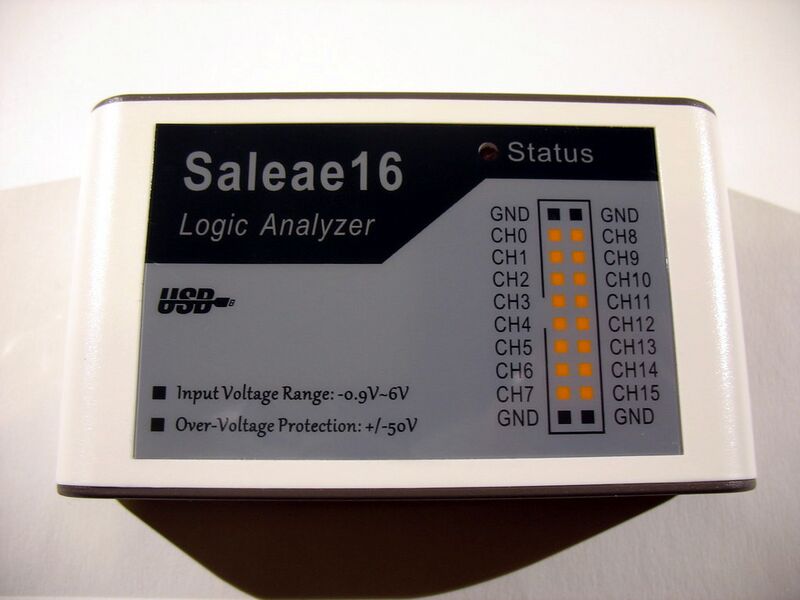 Saleae16
Logic Analyzer
Status
USB
Input Voltage Range: -0.9V~6V
Over-Voltage Protection: +/-50V
GND GND
CH0 CH8
CH1 CH9
CH2 CH10
CH3 CH11
CH4 CH12
CH5 CH13
CH6 CH14
CH7 CH15
GND GND